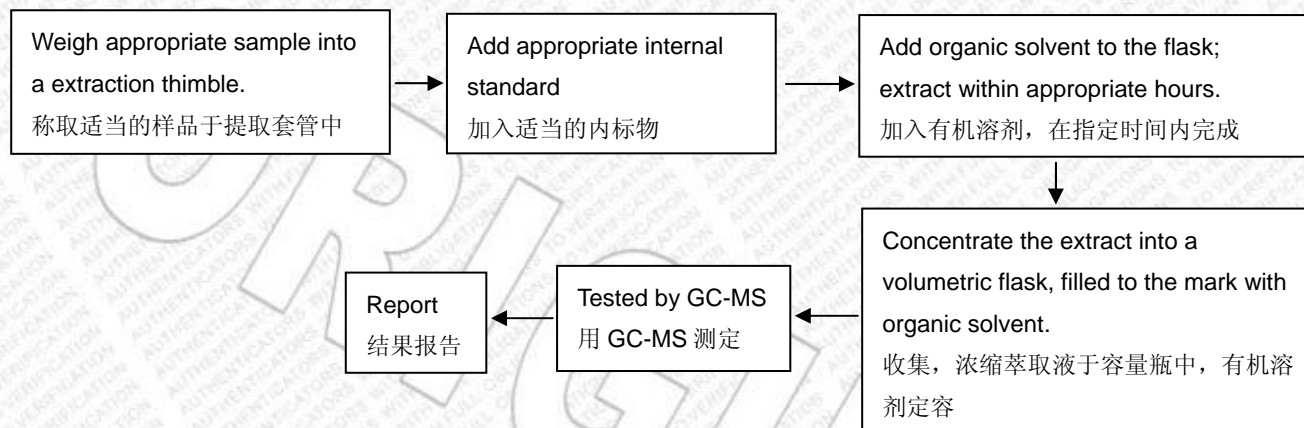 Weigh appropriate sample into
a extraction thimble.
称取适当的样品于提取套管中
Add appropriate internal
standard
加入适当的内标物
Add organic solvent to the flask;
extract within appropriate hours.
加入有机溶剂，在指定时间内完成
Concentrate the extract into a
volumetric flask, filled to the mark with
organic solvent.
收集，浓缩萃取液于容量瓶中，有机溶
剂定容
Tested by GC-MS
用 GC-MS 测定
Report
结果报告